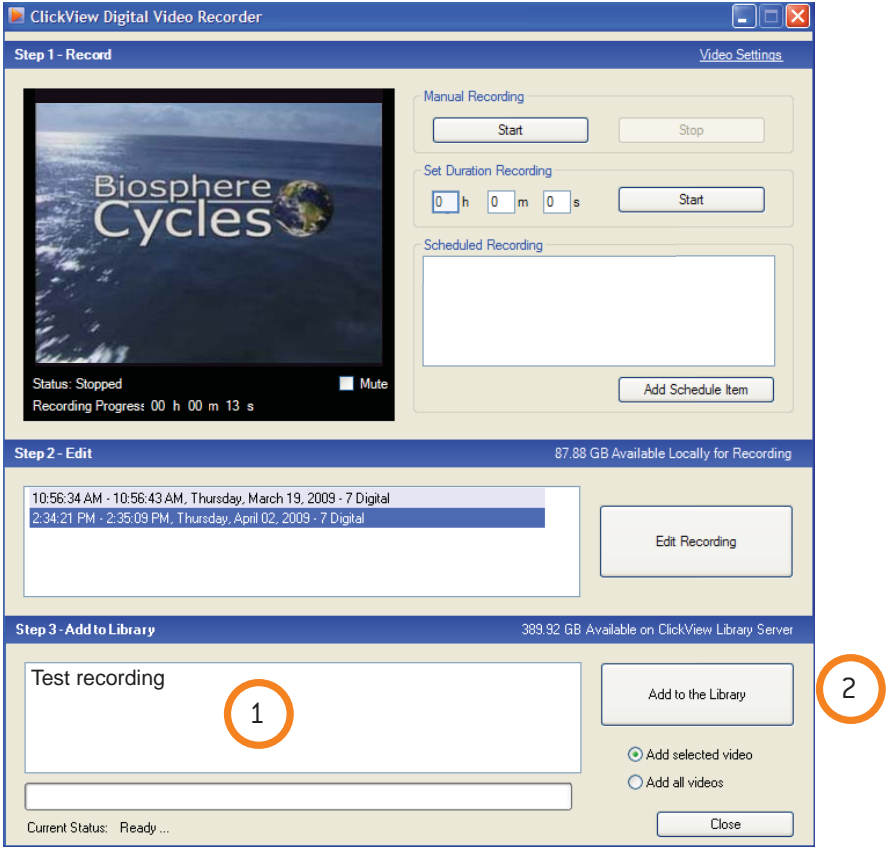 ClickView Digital Video Recorder
Step 1 - Record
Video Settings
Biosphere
Cycles
Status: Stopped
Mute
Recording Progress: 00 h 00 m 13 s
Manual Recording
Start
Stop
Set Duration Recording
0 h 0 m 0 s
Start
Scheduled Recording
Add Schedule Item
Step 2 - Edit
87.88 GB Available Locally for Recording
10:56:34 AM - 10:56:43 AM, Thursday, March 19, 2009 - 7 Digital
2:34:21 PM - 2:35:09 PM, Thursday, April 02, 2009 - 7 Digital
Edit Recording
Step 3 - Add to Library
389.92 GB Available on ClickView Library Server
Test recording
1
Add to the Library
2
Add selected video
Add all videos
Current Status: Ready ...
Close